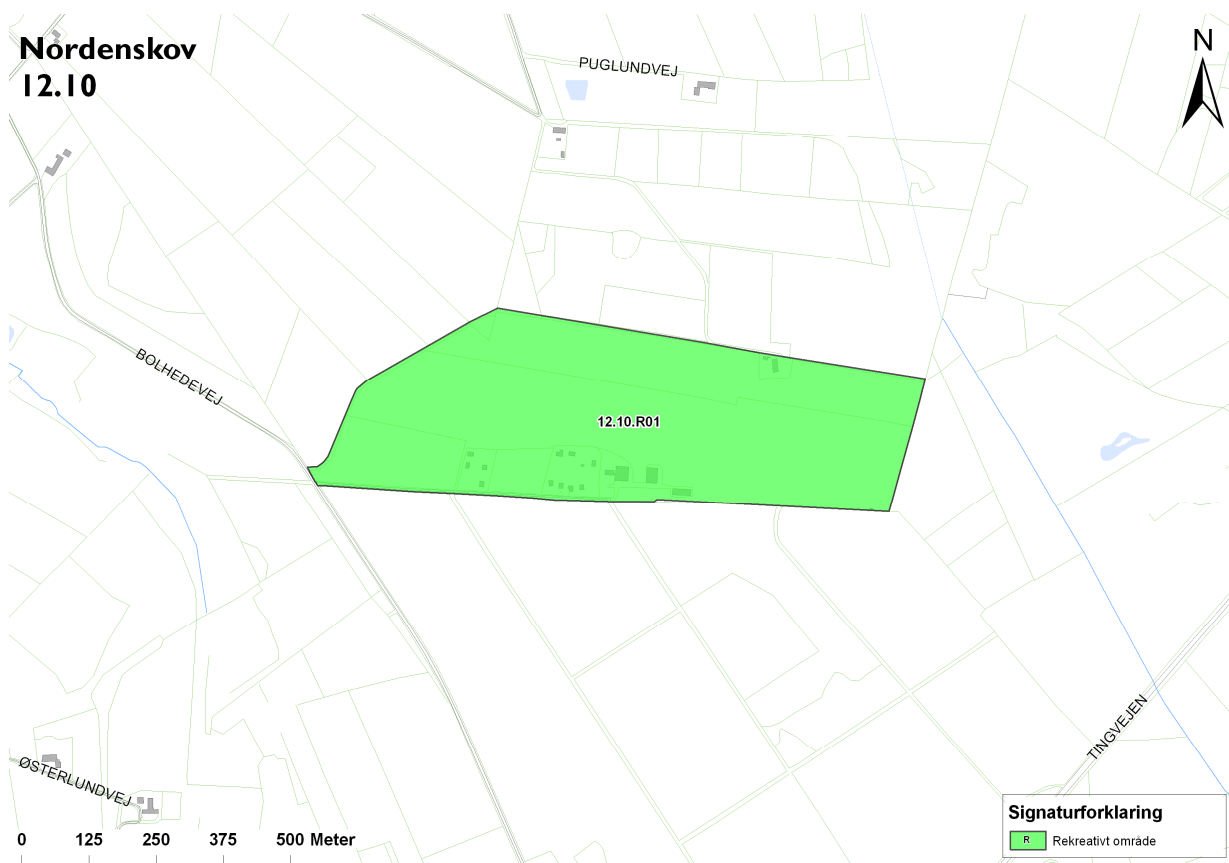 Nordenskov
12.10
N
PUGLUNDVEJ
BOLHEDEVEJ
12.10.R01
TINGVEJEN
ØSTERLUNDVEJ
0 125 250 375 500 Meter
Signaturforklaring
R Rekreativt område